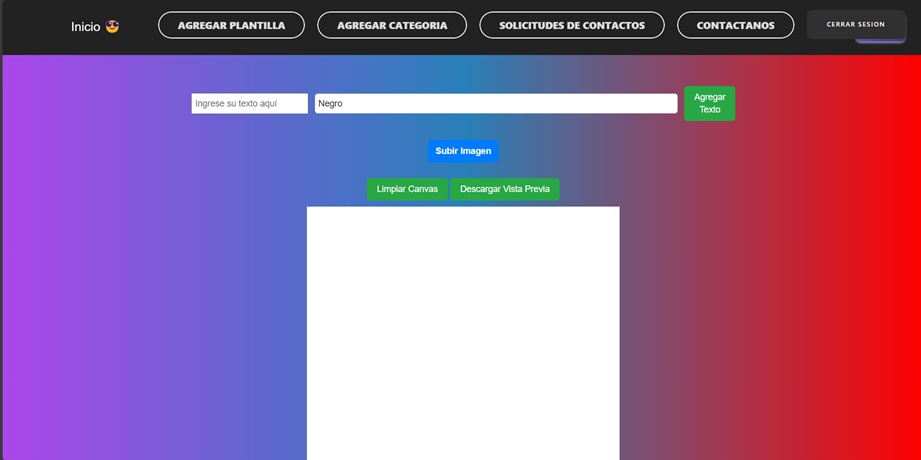 Inicio 😎
AGREGAR PLANTILLA
AGREGAR CATEGORIA
SOLICITUDES DE CONTACTOS
CONTACTANOS
CERRAR SESION
Ingrese su texto aquí
Negro
Agregar
Texto
Subir Imagen
Limpiar Canvas
Descargar Vista Previa